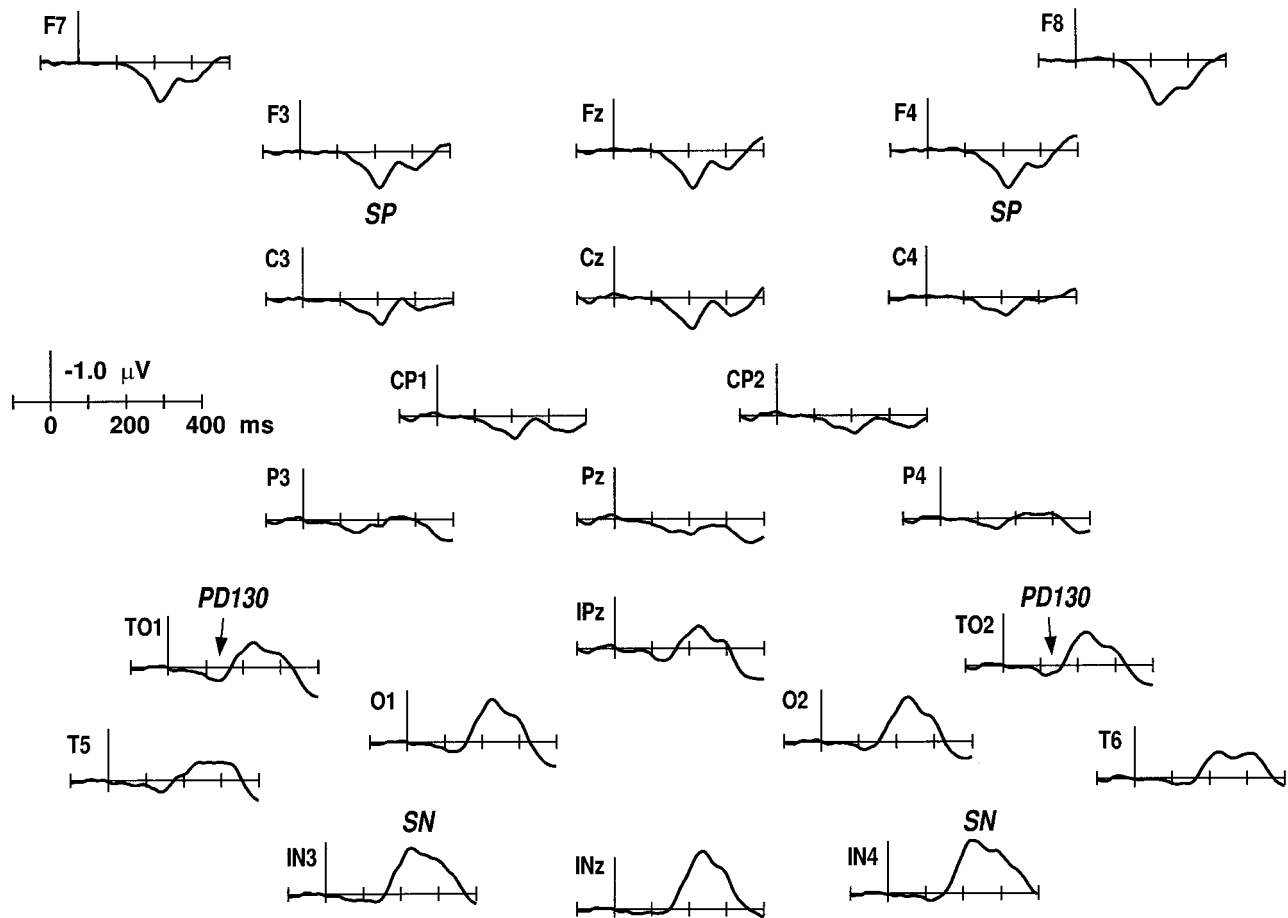 F7
F8
F3
Fz
F4
SP
SP
C3
Cz
C4
-1.0 μV
0 200 400 ms
CP1
CP2
P3
Pz
P4
PD130
PD130
TO1
IPz
TO2
O1
O2
T5
T6
SN
SN
IN3
INz
IN4